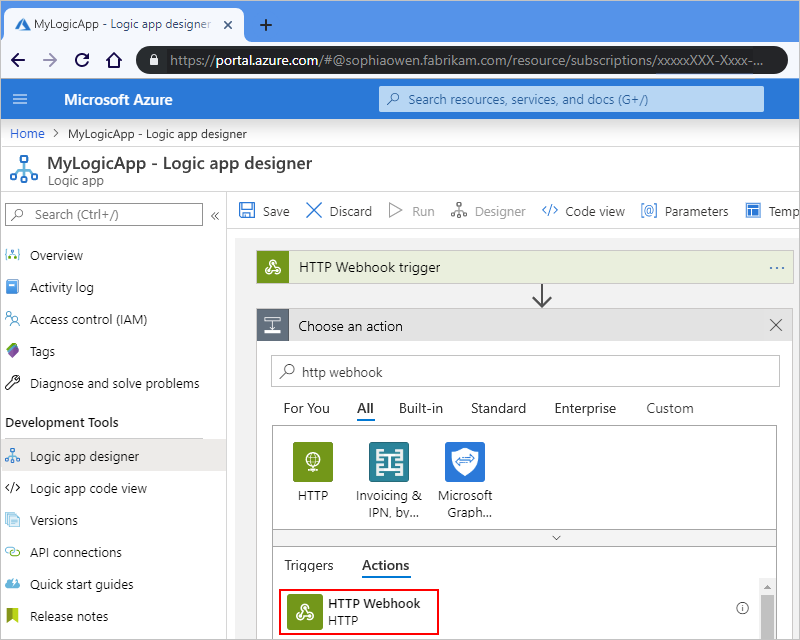 MyLogicApp - Logic app designer
https://portal.azure.com/#@sophiaowen.fabrikam.com/resource/subscriptions/xxxxxXXX-Xxxx-...
Microsoft Azure
Search resources, services, and docs (G+/)
Home > MyLogicApp - Logic app designer
MyLogicApp - Logic app designer
Logic app
Search (Ctrl+/)
«
Save
Discard
Run
Designer
Code view
Parameters
Temp
Overview
Activity log
Access control (IAM)
Tags
Diagnose and solve problems
Development Tools
Logic app designer
Logic app code view
Versions
API connections
Quick start guides
Release notes
HTTP Webhook trigger
...
Choose an action
http webhook
For You
All
Built-in
Standard
Enterprise
Custom
HTTP
Invoicing &
IPN, by...
Microsoft
Graph...
Triggers
Actions
HTTP Webhook
HTTP